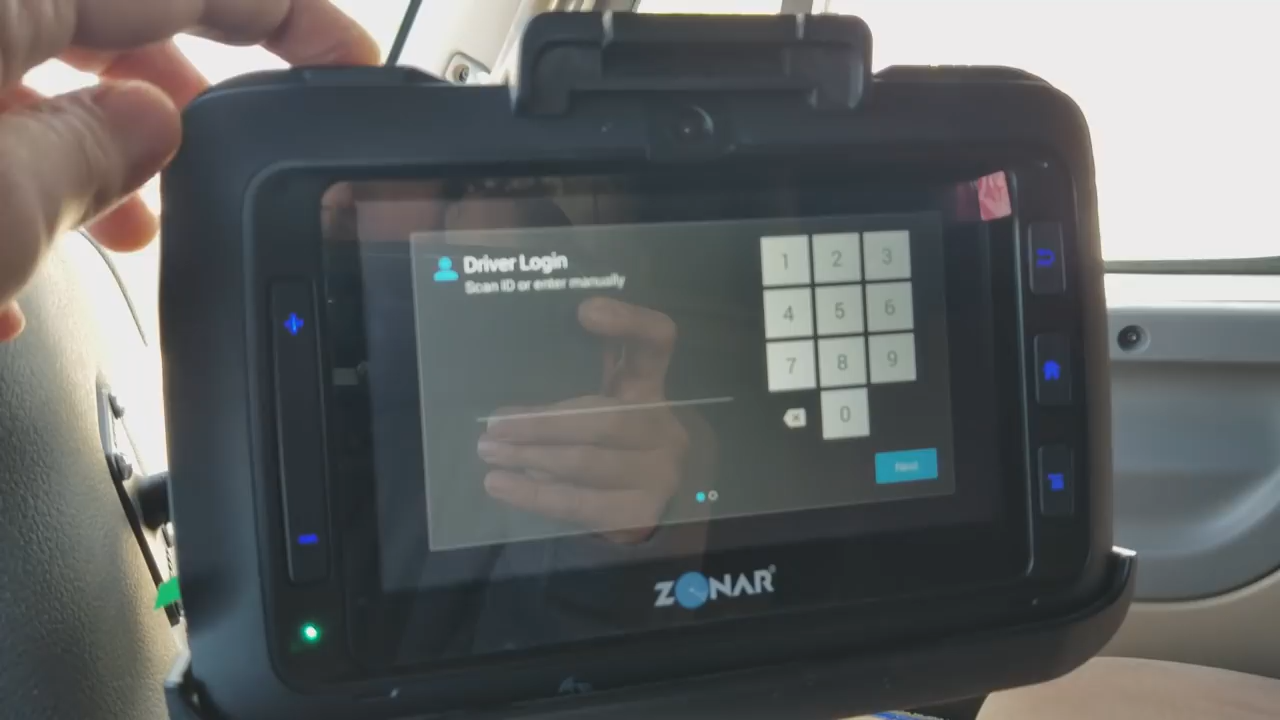 Driver Login
Scan ID or enter manually
1 2 3
4 5 6
7 8 9
0
Next
ZONAR®